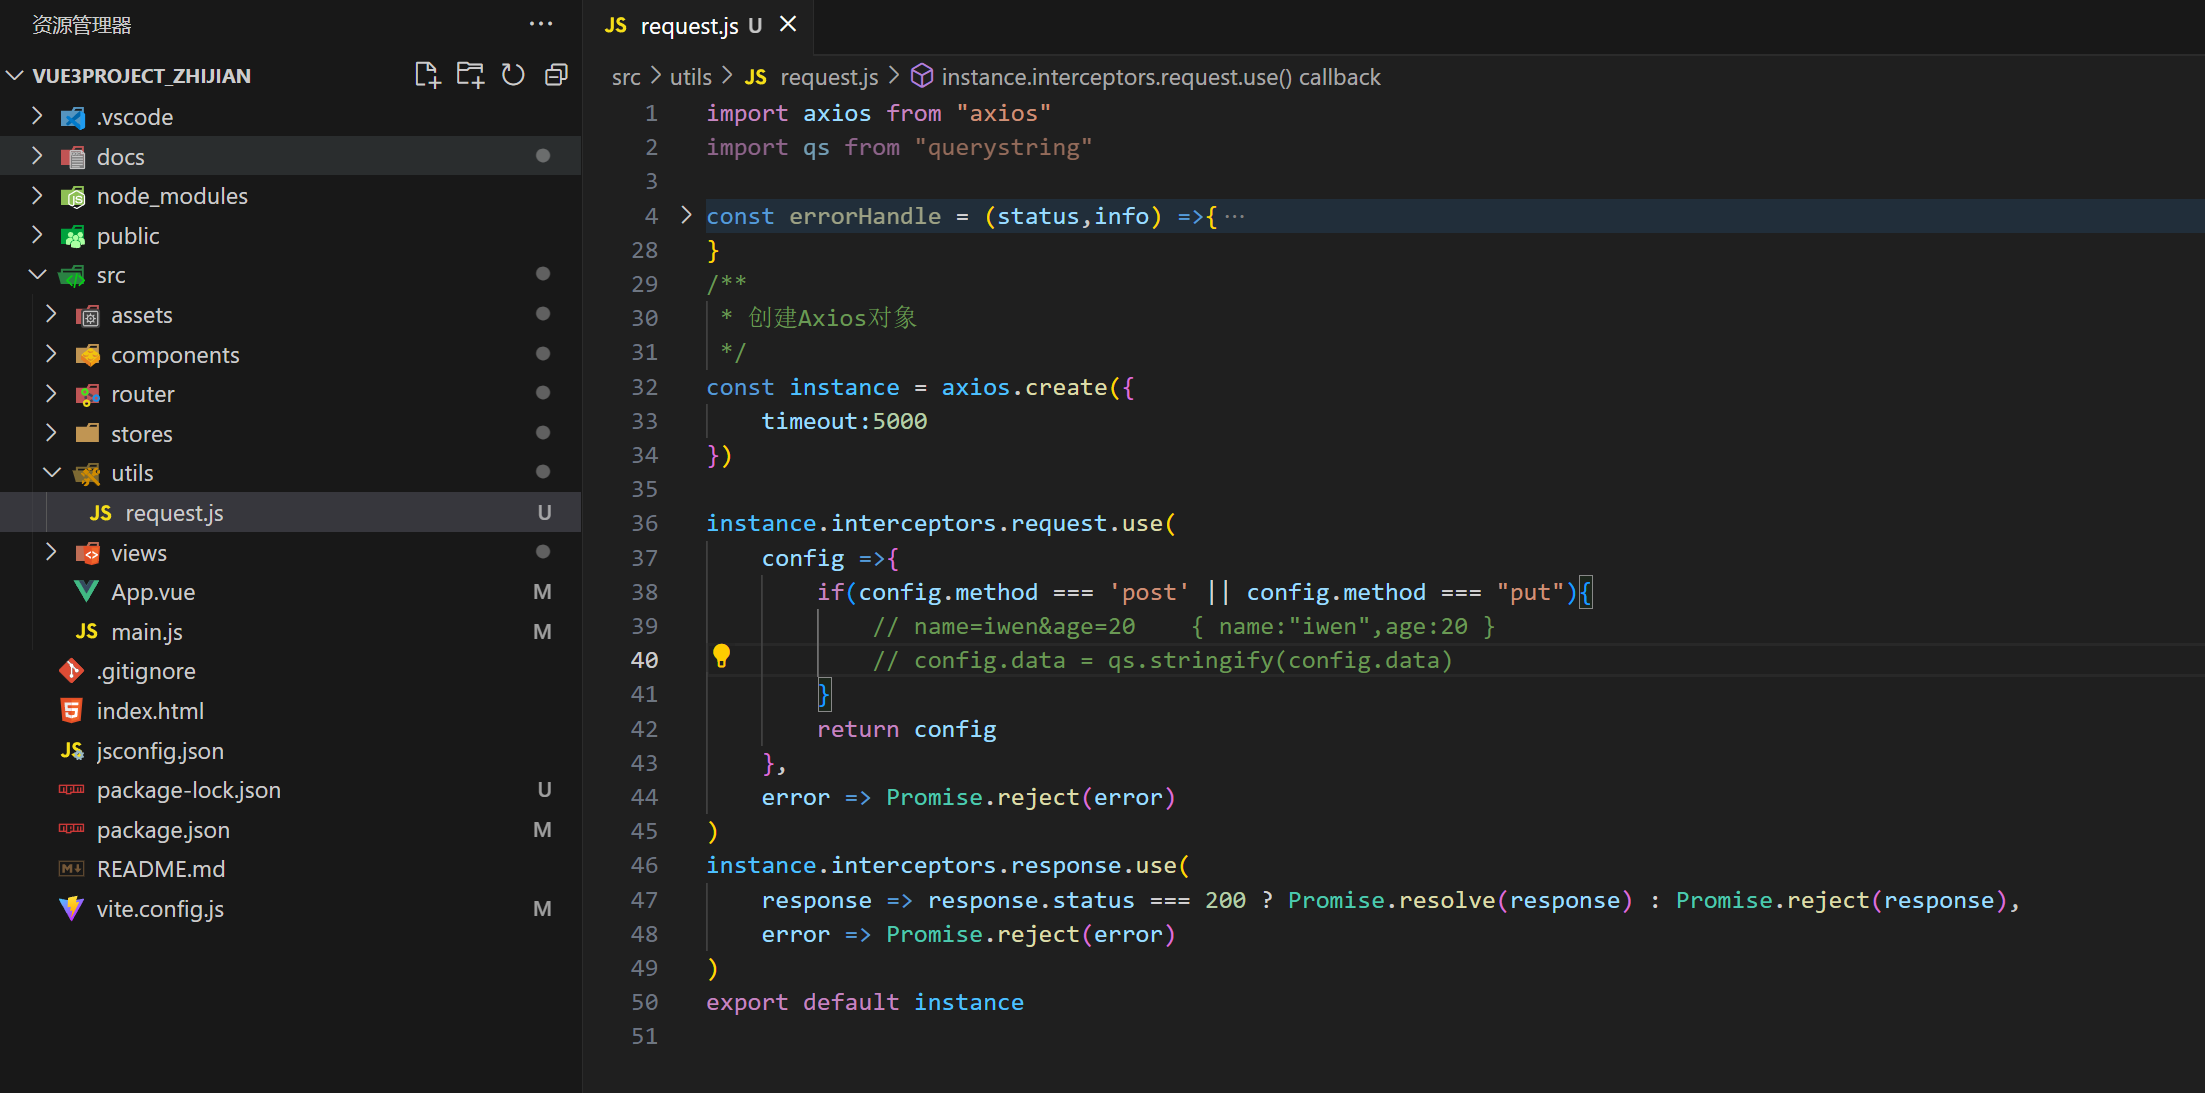 资源管理器
VUE3PROJECT_ZHIJIAN
.vscode
docs
node_modules
public
src
assets
components
router
stores
utils
JS request.js U
views
App.vue M
JS main.js M
.gitignore
index.html
JS jsconfig.json
package-lock.json U
package.json M
README.md
vite.config.js M
JS request.js U
src > utils > JS request.js > instance.interceptors.request.use() callback
1 import axios from "axios"
2 import qs from "querystring"
3
4 const errorHandle = (status,info) =>{ ···
28 }
29 /**
30 * 创建Axios对象
31 */
32 const instance = axios.create({
33 timeout:5000
34 })
35
36 instance.interceptors.request.use(
37 config =>{
38 if(config.method === 'post' || config.method === "put"){
39 // name=iwen&age=20    { name:"iwen",age:20 }
40 // config.data = qs.stringify(config.data)
41 }
42 return config
43 },
44 error => Promise.reject(error)
45 )
46 instance.interceptors.response.use(
47 response => response.status === 200 ? Promise.resolve(response) : Promise.reject(response),
48 error => Promise.reject(error)
49 )
50 export default instance
51